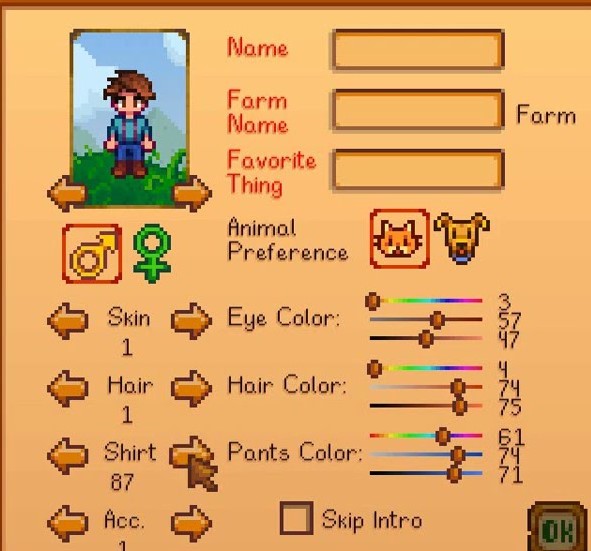 Name
Farm
Name
Farm
Favorite
Thing
Animal
Preference
Skin
1
Eye Color:
3
57
47
Hair
1
Hair Color:
4
74
75
Shirt
87
Pants Color:
61
74
71
Acc.
1
Skip Intro
OK